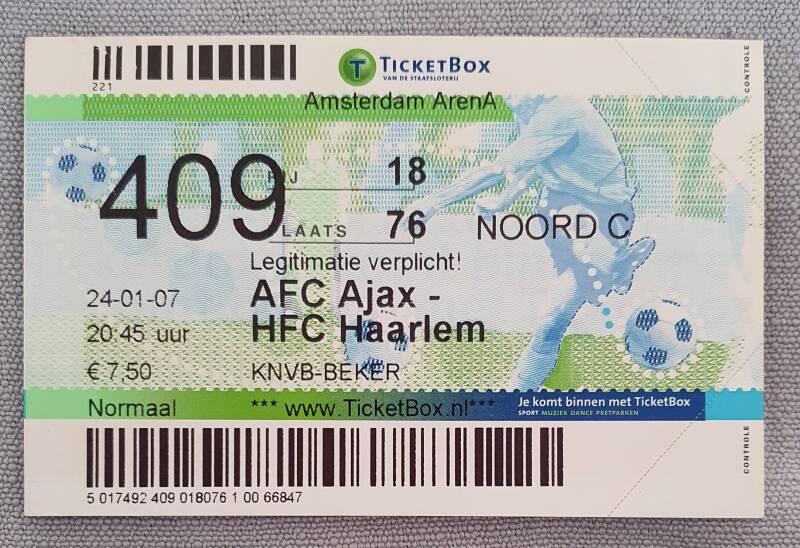 221
TICKETBOX
VAN DE STAATSLOTERIJ
Amsterdam ArenA
CONTROLE
409
IJ 18
LAATS 76 NOORD C
Legitimatie verplicht!
24-01-07 AFC Ajax -
20:45 uur HFC Haarlem
€ 7,50 KNVB-BEKER
Normaal *** www.TicketBox.nl*** Je komt binnen met TicketBox
SPORT MUZIEK DANCE PRETPARKEN
CONTROLE
5 017492 409 018076 1 00 66847